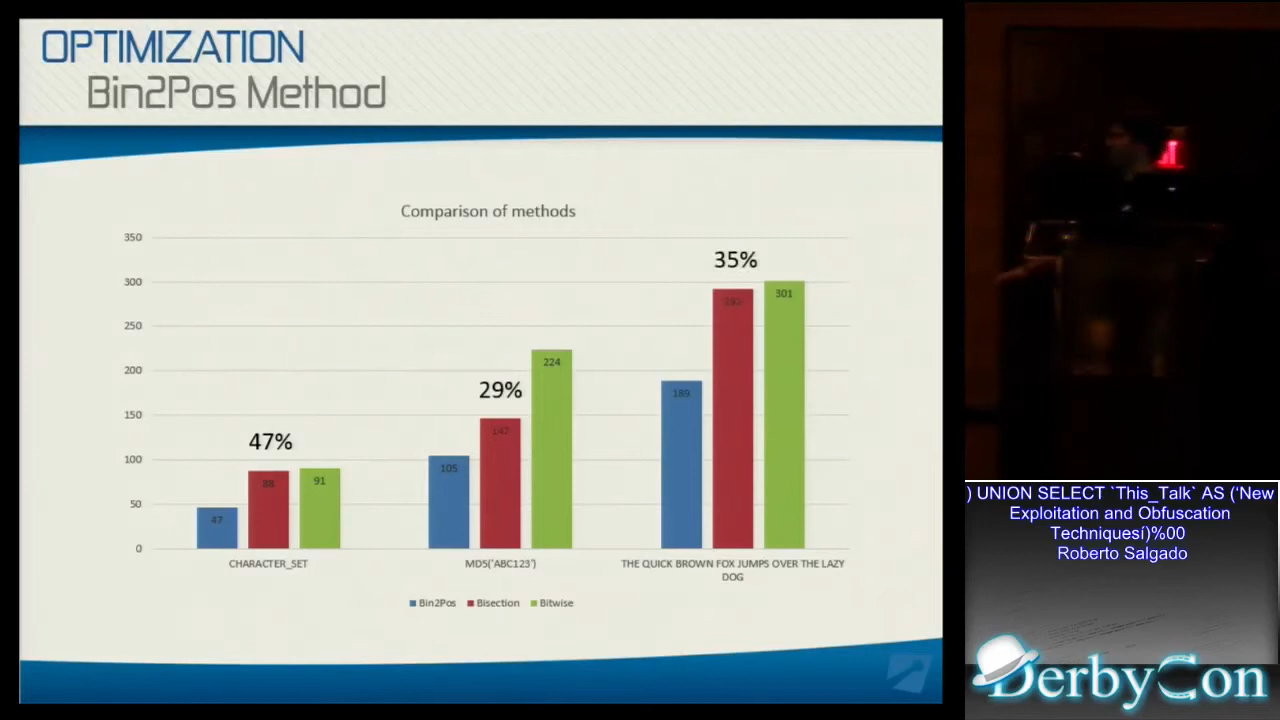 OPTIMIZATION
Bin2Pos Method
Comparison of methods
350
300
250
200
150
100
50
0
47%
29%
35%
47
88
91
105
147
224
189
292
301
CHARACTER_SET
MD5('ABC123')
THE QUICK BROWN FOX JUMPS OVER THE LAZY
DOG
Bin2Pos
Bisection
Bitwise
) UNION SELECT `This_Talk` AS ('New
Exploitation and Obfuscation
Techniquesí)%00
Roberto Salgado
DerbyCon